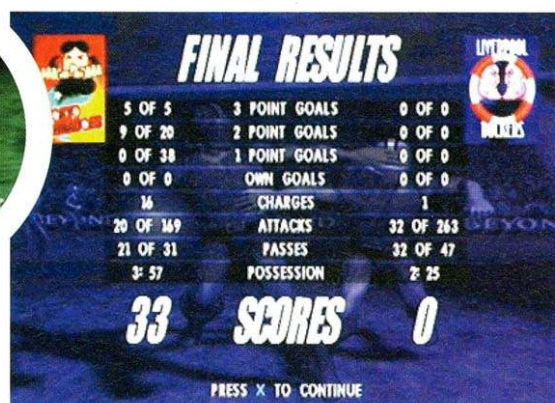 FINAL RESULTS
LIVERPOOL
DOCKERS
5 OF 5 3 POINT GOALS 0 OF 0
9 OF 20 2 POINT GOALS 0 OF 0
0 OF 38 1 POINT GOALS 0 OF 0
0 OF 0 OWN GOALS 0 OF 0
16 CHARGES 1
20 OF 169 ATTACKS 32 OF 263
21 OF 31 PASSES 32 OF 47
3: 57 POSSESSION 2: 25
BEYOND BEYON
33 SCORES 0
PRESS X TO CONTINUE